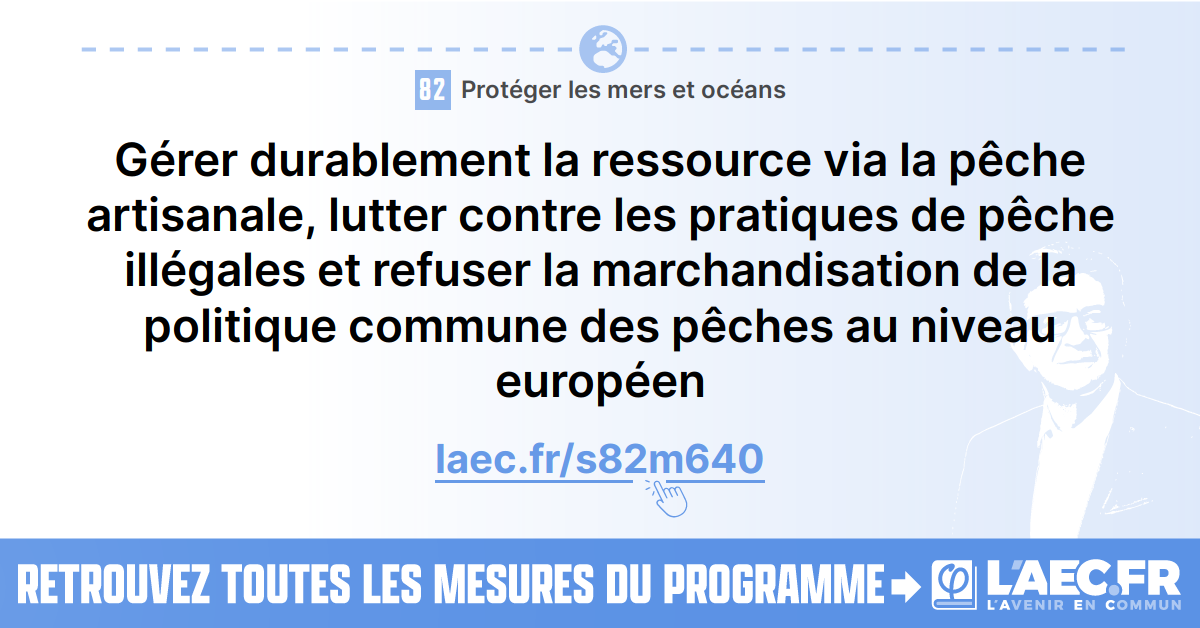 82 Protéger les mers et océans
Gérer durablement la ressource via la pêche
artisanale, lutter contre les pratiques de pêche
illégales et refuser la marchandisation de la
politique commune des pêches au niveau
européen
laec.fr/s82m640
RETROUVEZ TOUTES LES MESURES DU PROGRAMME
L'AEC.FR
L'AVENIR EN COMMUN